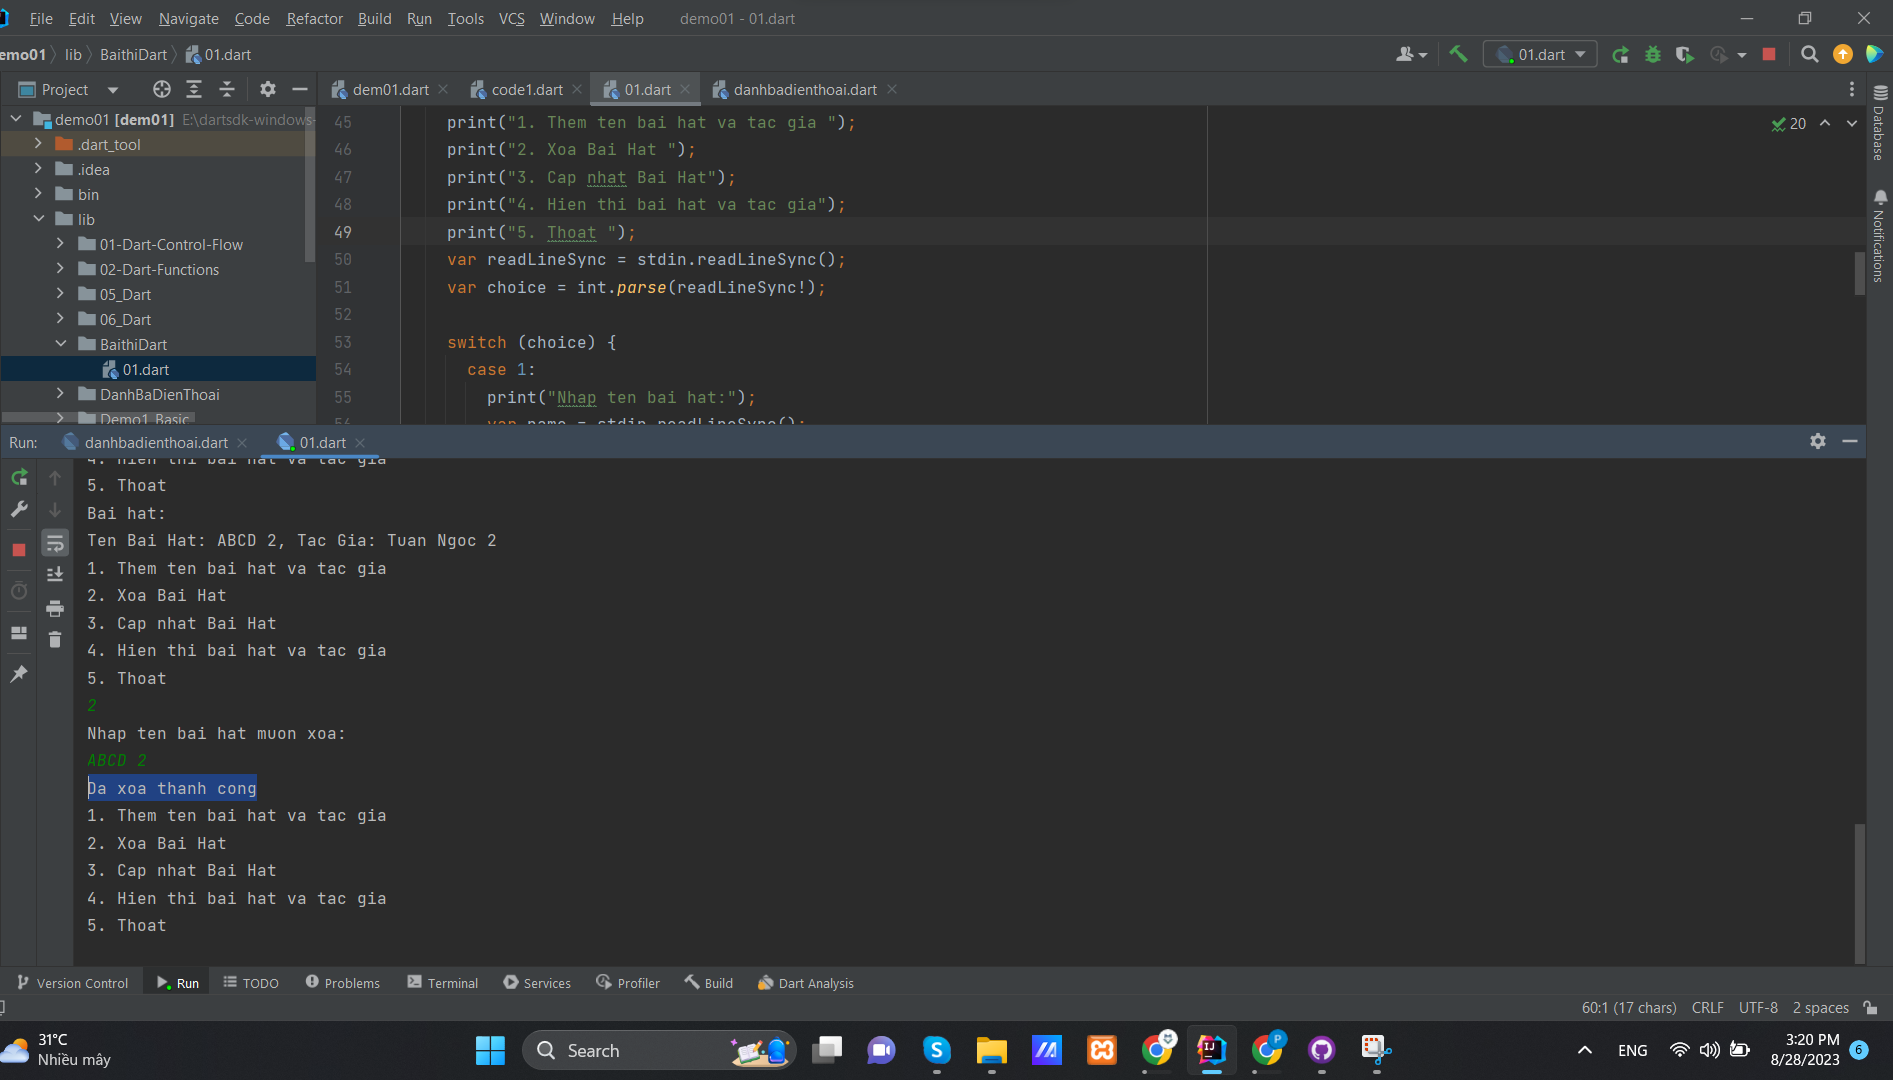 File Edit View Navigate Code Refactor Build Run Tools VCS Window Help demo01 - 01.dart
emo01 lib BaithiDart 01.dart
01.dart
Project
dem01.dart code1.dart 01.dart danhbadienthoai.dart
demo01 [dem01] E:\dartsdk-windows-
.dart_tool
.idea
bin
lib
01-Dart-Control-Flow
02-Dart-Functions
05_Dart
06_Dart
BaithiDart
01.dart
DanhBaDienThoai
Demo1_Basic
45 print("1. Them ten bai hat va tac gia ");
46 print("2. Xoa Bai Hat ");
47 print("3. Cap nhat Bai Hat");
48 print("4. Hien thi bai hat va tac gia");
49 print("5. Thoat ");
50 var readLineSync = stdin.readLineSync();
51 var choice = int.parse(readLineSync!);
52
53 switch (choice) {
54 case 1:
55 print("Nhap ten bai hat:");
56 var name = stdin.readLineSync();
20
Database
Notifications
Run: danhbadienthoai.dart 01.dart
4. Hien thi bai hat va tac gia
5. Thoat
Bai hat:
Ten Bai Hat: ABCD 2, Tac Gia: Tuan Ngoc 2
1. Them ten bai hat va tac gia
2. Xoa Bai Hat
3. Cap nhat Bai Hat
4. Hien thi bai hat va tac gia
5. Thoat
2
Nhap ten bai hat muon xoa:
ABCD 2
Da xoa thanh cong
1. Them ten bai hat va tac gia
2. Xoa Bai Hat
3. Cap nhat Bai Hat
4. Hien thi bai hat va tac gia
5. Thoat
Version Control Run TODO Problems Terminal Services Profiler Build Dart Analysis
60:1 (17 chars) CRLF UTF-8 2 spaces
31°C
Nhiều mây
Search
ENG
3:20 PM
8/28/2023
6